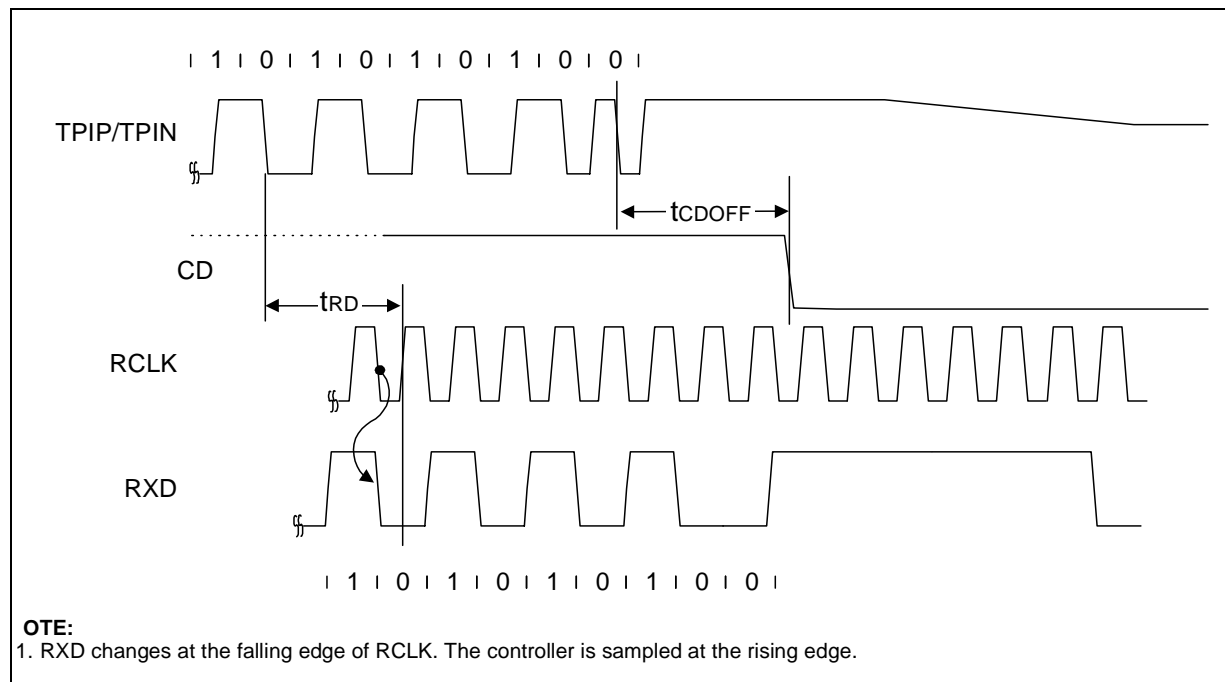 1 0 1 0 1 0 1 0 0
TPIP/TPIN
tCDOFF
CD
tRD
RCLK
RXD
1 0 1 0 1 0 1 0 0
OTE:
1. RXD changes at the falling edge of RCLK. The controller is sampled at the rising edge.